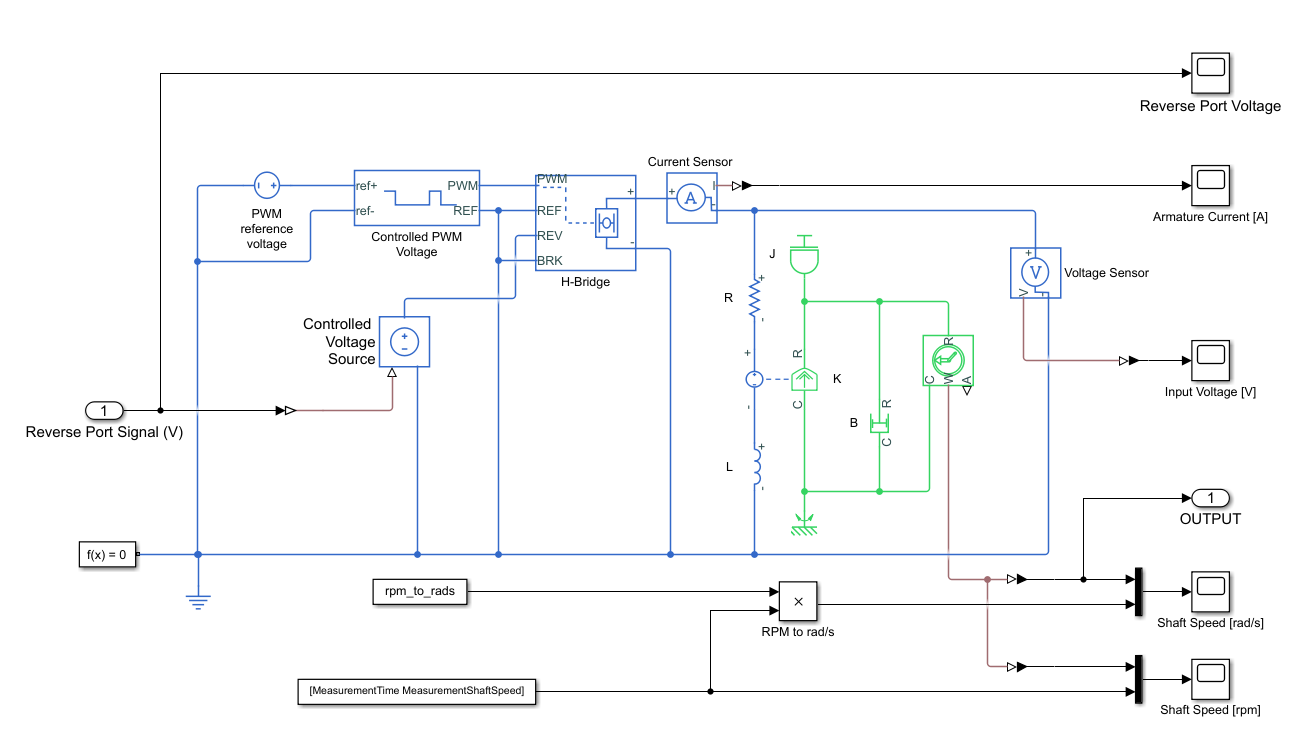 Reverse Port Voltage
Current Sensor
Armature Current [A]
PWM
reference
voltage
ref+
ref-
PWM
REF
Controlled PWM
Voltage
PWM
REF
REV
BRK
+
-
H-Bridge
+
A
I
-
J
R
+
-
+
-
L
+
-
R
C
K
B
R
C
R
C
W
A
+
V
V
-
Voltage Sensor
Input Voltage [V]
Controlled
Voltage
Source
+
-
1
Reverse Port Signal (V)
1
OUTPUT
f(x) = 0
rpm_to_rads
×
RPM to rad/s
Shaft Speed [rad/s]
[MeasurementTime MeasurementShaftSpeed]
Shaft Speed [rpm]